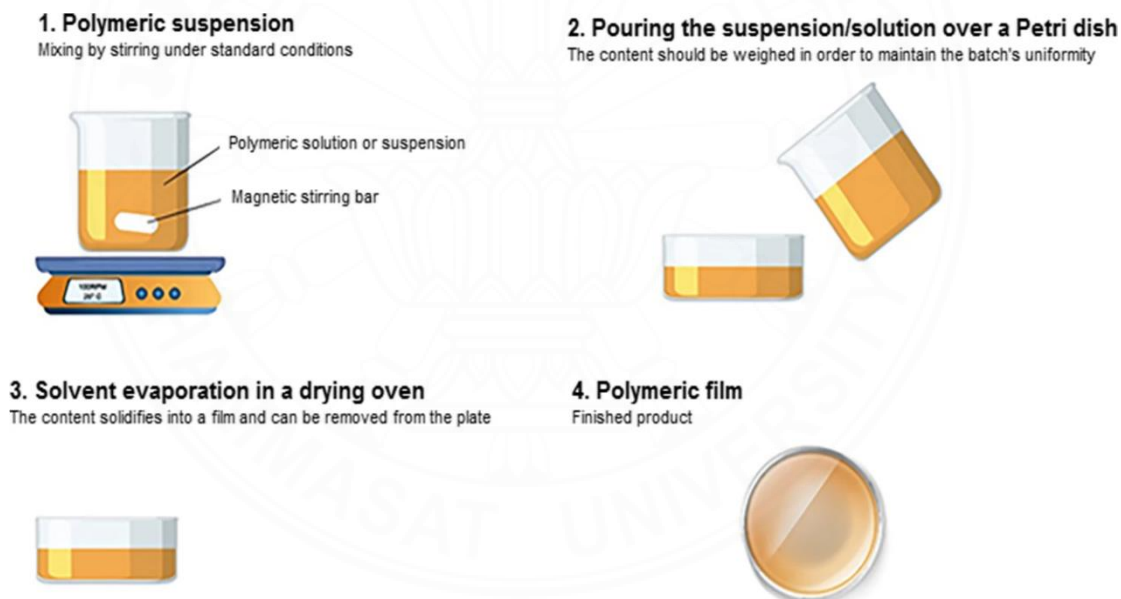 1. Polymeric suspension
Mixing by stirring under standard conditions
Polymeric solution or suspension
Magnetic stirring bar
2. Pouring the suspension/solution over a Petri dish
The content should be weighed in order to maintain the batch's uniformity
3. Solvent evaporation in a drying oven
The content solidifies into a film and can be removed from the plate
4. Polymeric film
Finished product
THAMMASAT UNIVERSITY